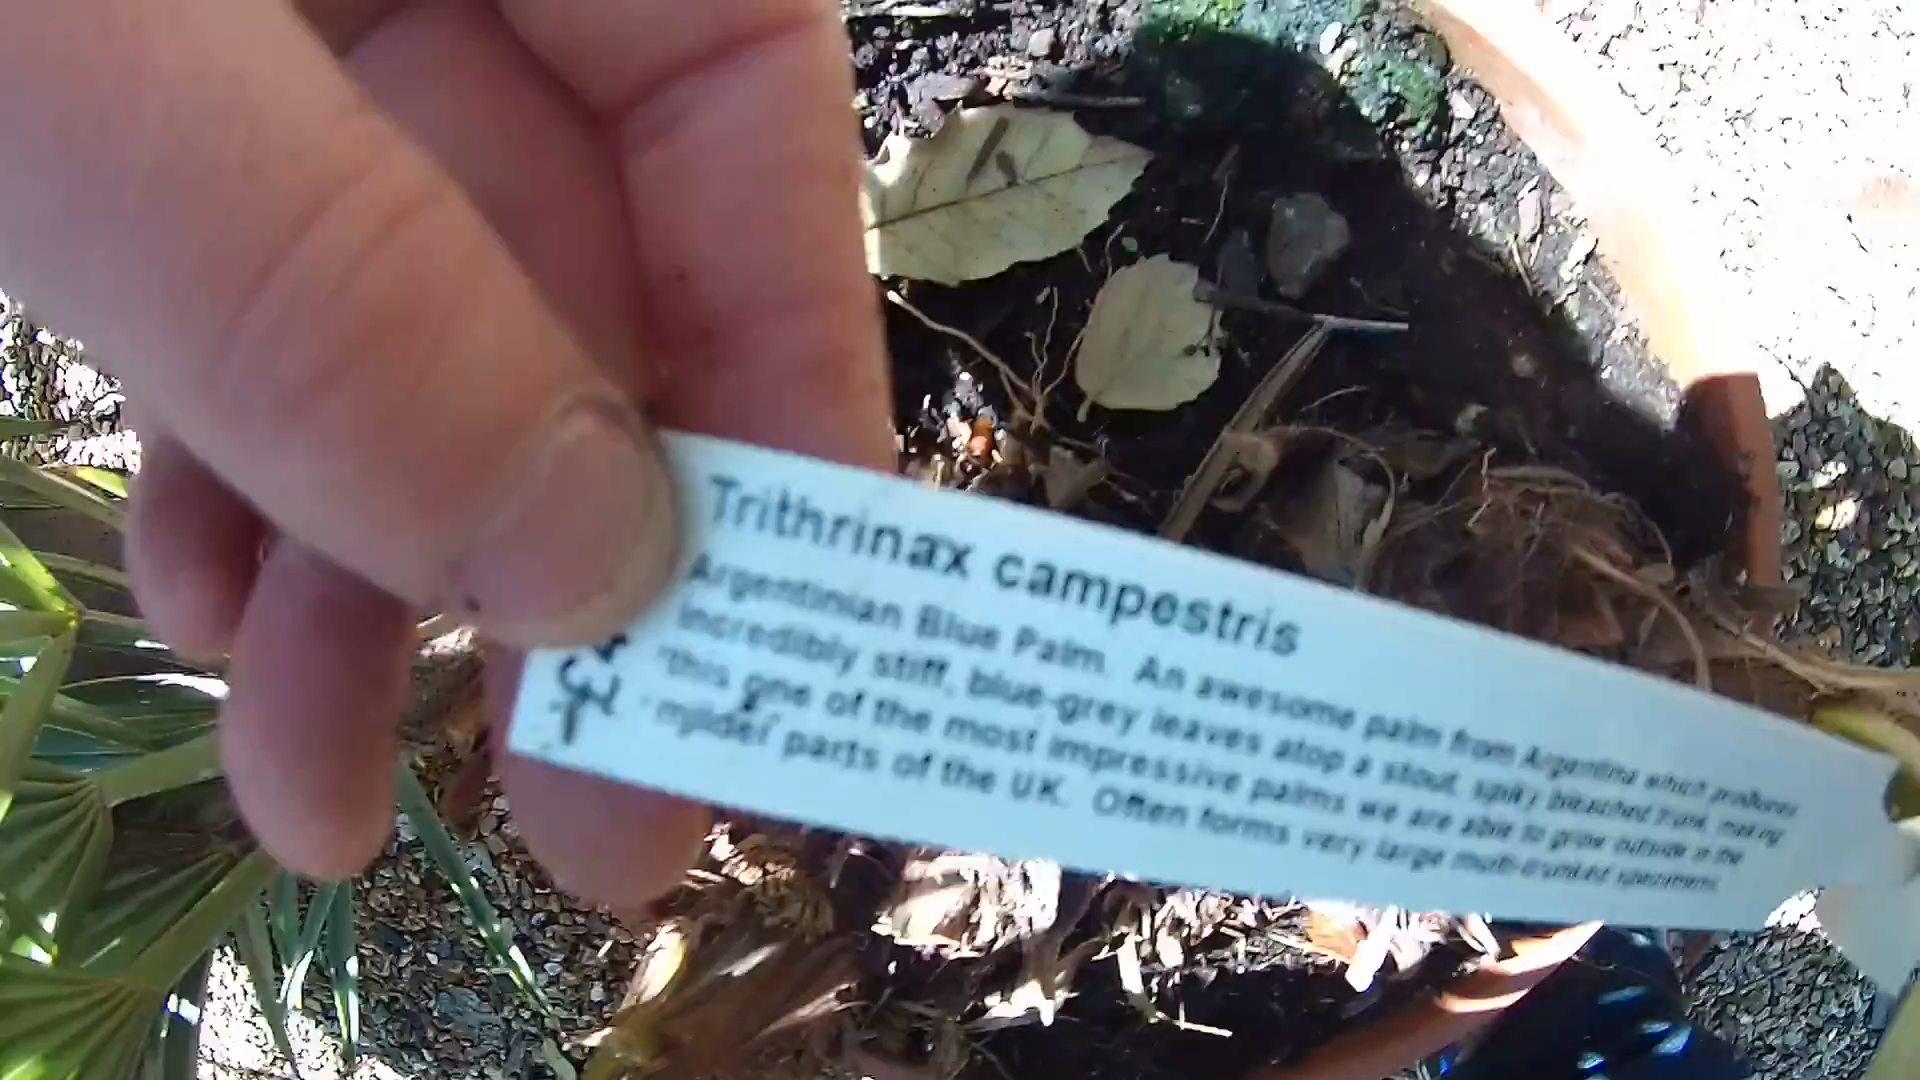 Trithrinax campestris
Argentinian Blue Palm. An awesome palm from Argentina which produces
incredibly stiff, blue-grey leaves atop a stout, spiky bleached trunk, making
this one of the most impressive palms we are able to grow outside in the
milder parts of the UK. Often forms very large multi-trunked specimens.